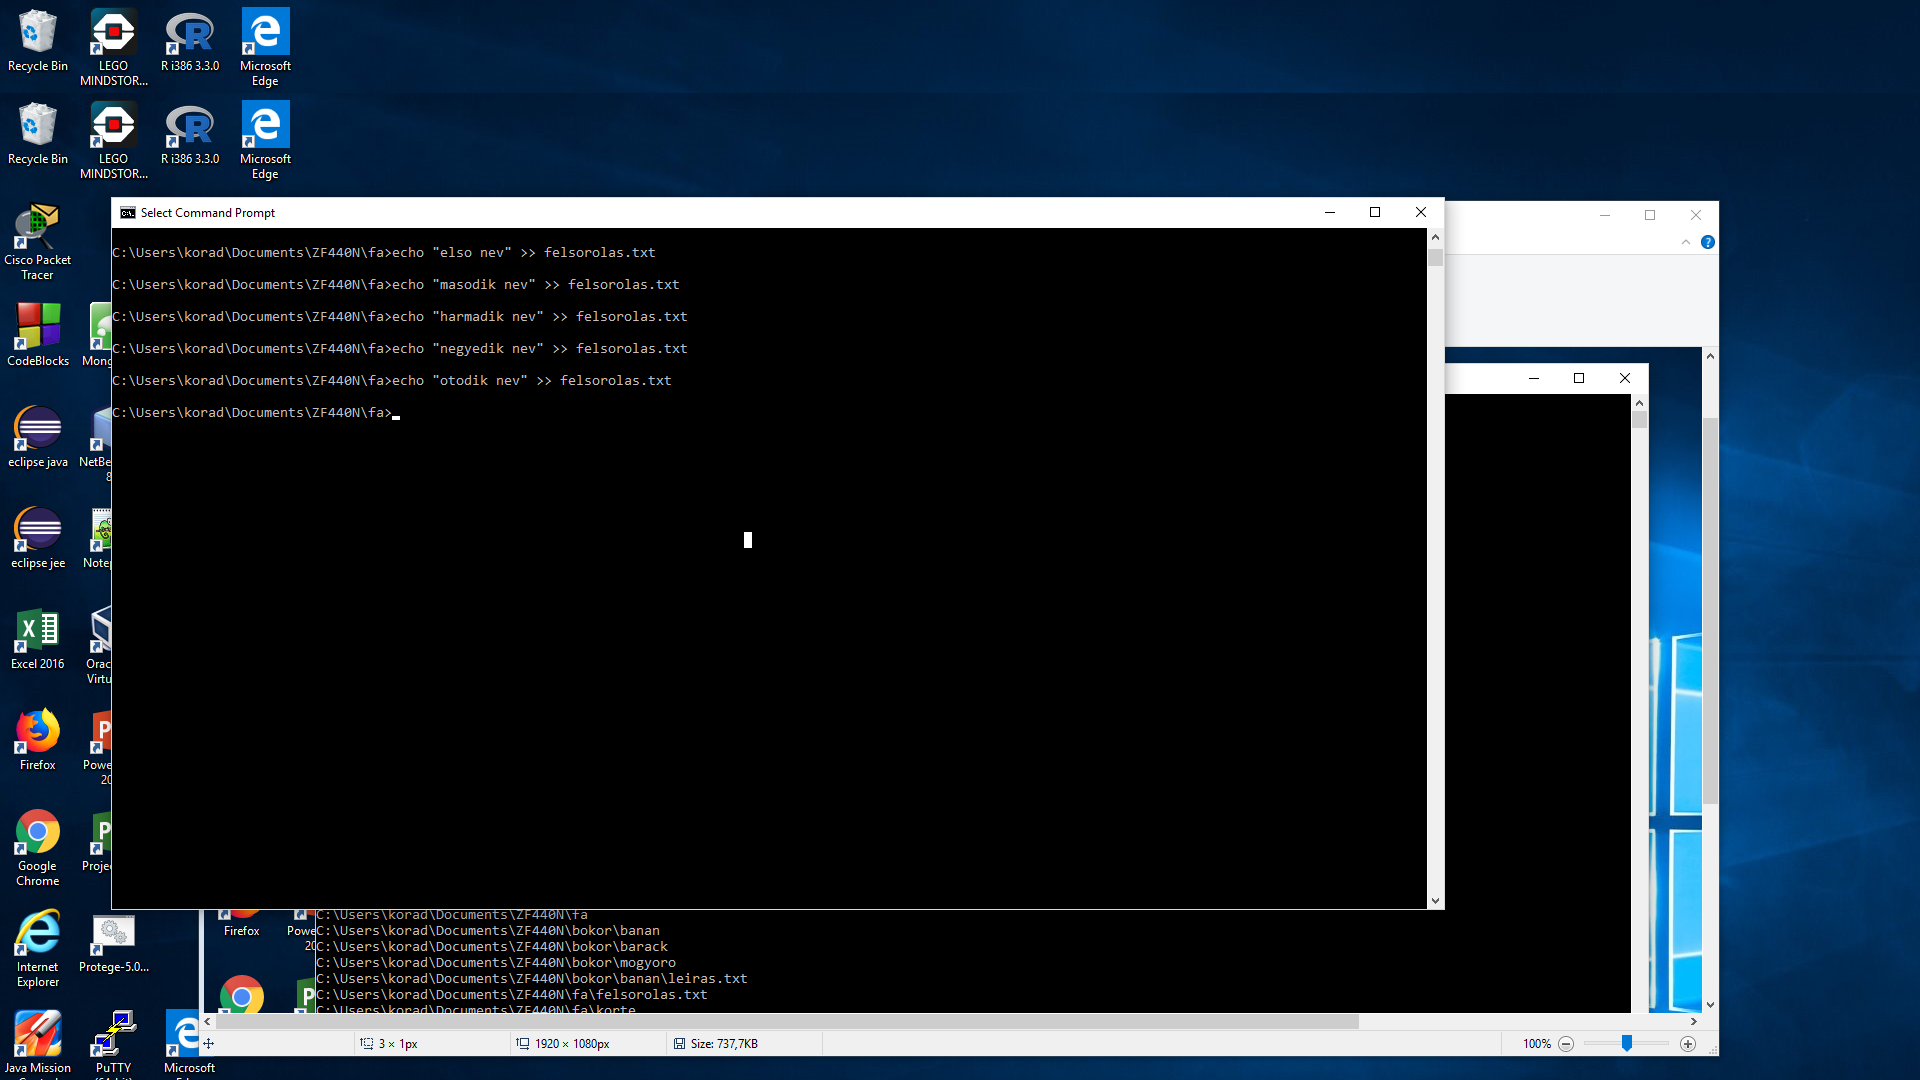 Recycle Bin
LEGO MINDSTOR...
R i386 3.3.0
Microsoft Edge
Recycle Bin
LEGO MINDSTOR...
R i386 3.3.0
Microsoft Edge
Cisco Packet Tracer
CodeBlocks
Mong
eclipse java
NetBe
8
eclipse jee
Notep
Excel 2016
Orac
Virtu
Firefox
Powe
20
Google Chrome
Projec
Internet Explorer
Protege-5.0...
Java Mission
PuTTY
Microsoft
Select Command Prompt
C:\Users\korad\Documents\ZF440N\fa>echo "elso nev" >> felsorolas.txt
C:\Users\korad\Documents\ZF440N\fa>echo "masodik nev" >> felsorolas.txt
C:\Users\korad\Documents\ZF440N\fa>echo "harmadik nev" >> felsorolas.txt
C:\Users\korad\Documents\ZF440N\fa>echo "negyedik nev" >> felsorolas.txt
C:\Users\korad\Documents\ZF440N\fa>echo "otodik nev" >> felsorolas.txt
C:\Users\korad\Documents\ZF440N\fa>
Firefox
Powe
20
C:\Users\korad\Documents\ZF440N\fa
C:\Users\korad\Documents\ZF440N\bokor\banan
C:\Users\korad\Documents\ZF440N\bokor\barack
C:\Users\korad\Documents\ZF440N\bokor\mogyoro
C:\Users\korad\Documents\ZF440N\bokor\banan\leiras.txt
C:\Users\korad\Documents\ZF440N\fa\felsorolas.txt
C:\Users\korad\Documents\ZF440N\fa\korte
3 × 1px
1920 × 1080px
Size: 737,7KB
100%